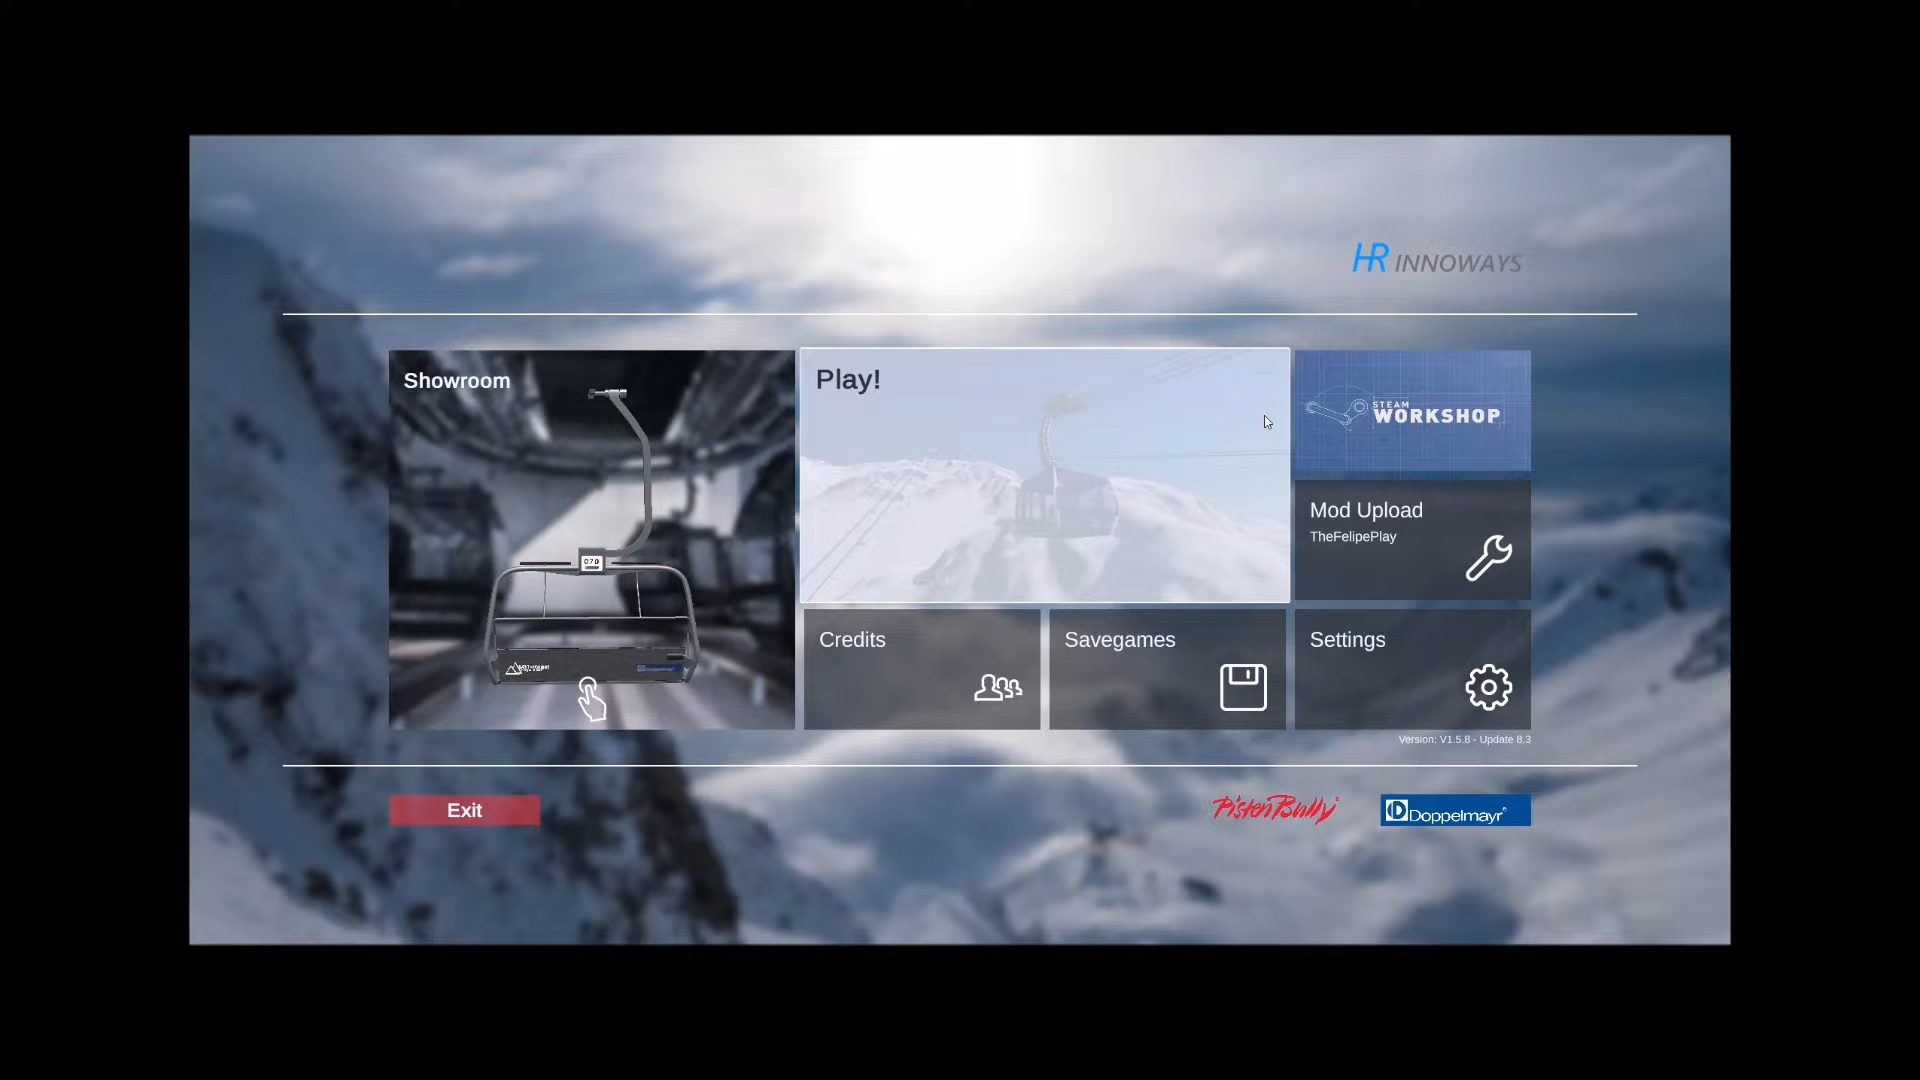 HR INNOWAYS
Showroom
Play!
STEAM
WORKSHOP
Mod Upload
TheFelipePlay
070
Credits
Savegames
Settings
Version: V1.5.8 - Update 8.3
Exit
PistenBully
Doppelmayr